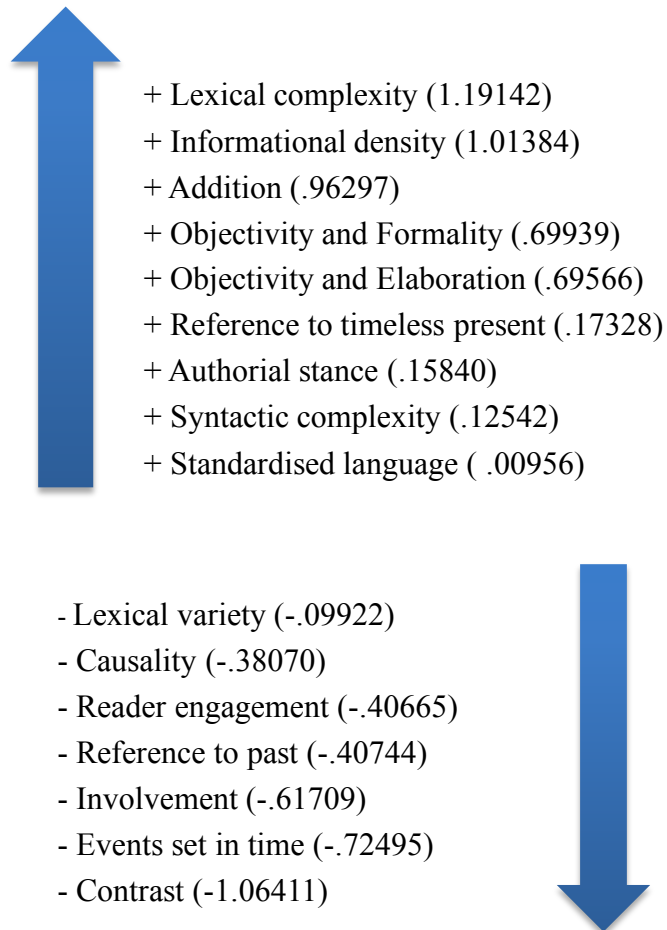 + Lexical complexity (1.19142)
+ Informational density (1.01384)
+ Addition (.96297)
+ Objectivity and Formality (.69939)
+ Objectivity and Elaboration (.69566)
+ Reference to timeless present (.17328)
+ Authorial stance (.15840)
+ Syntactic complexity (.12542)
+ Standardised language ( .00956)
- Lexical variety (-.09922)
- Causality (-.38070)
- Reader engagement (-.40665)
- Reference to past (-.40744)
- Involvement (-.61709)
- Events set in time (-.72495)
- Contrast (-1.06411)